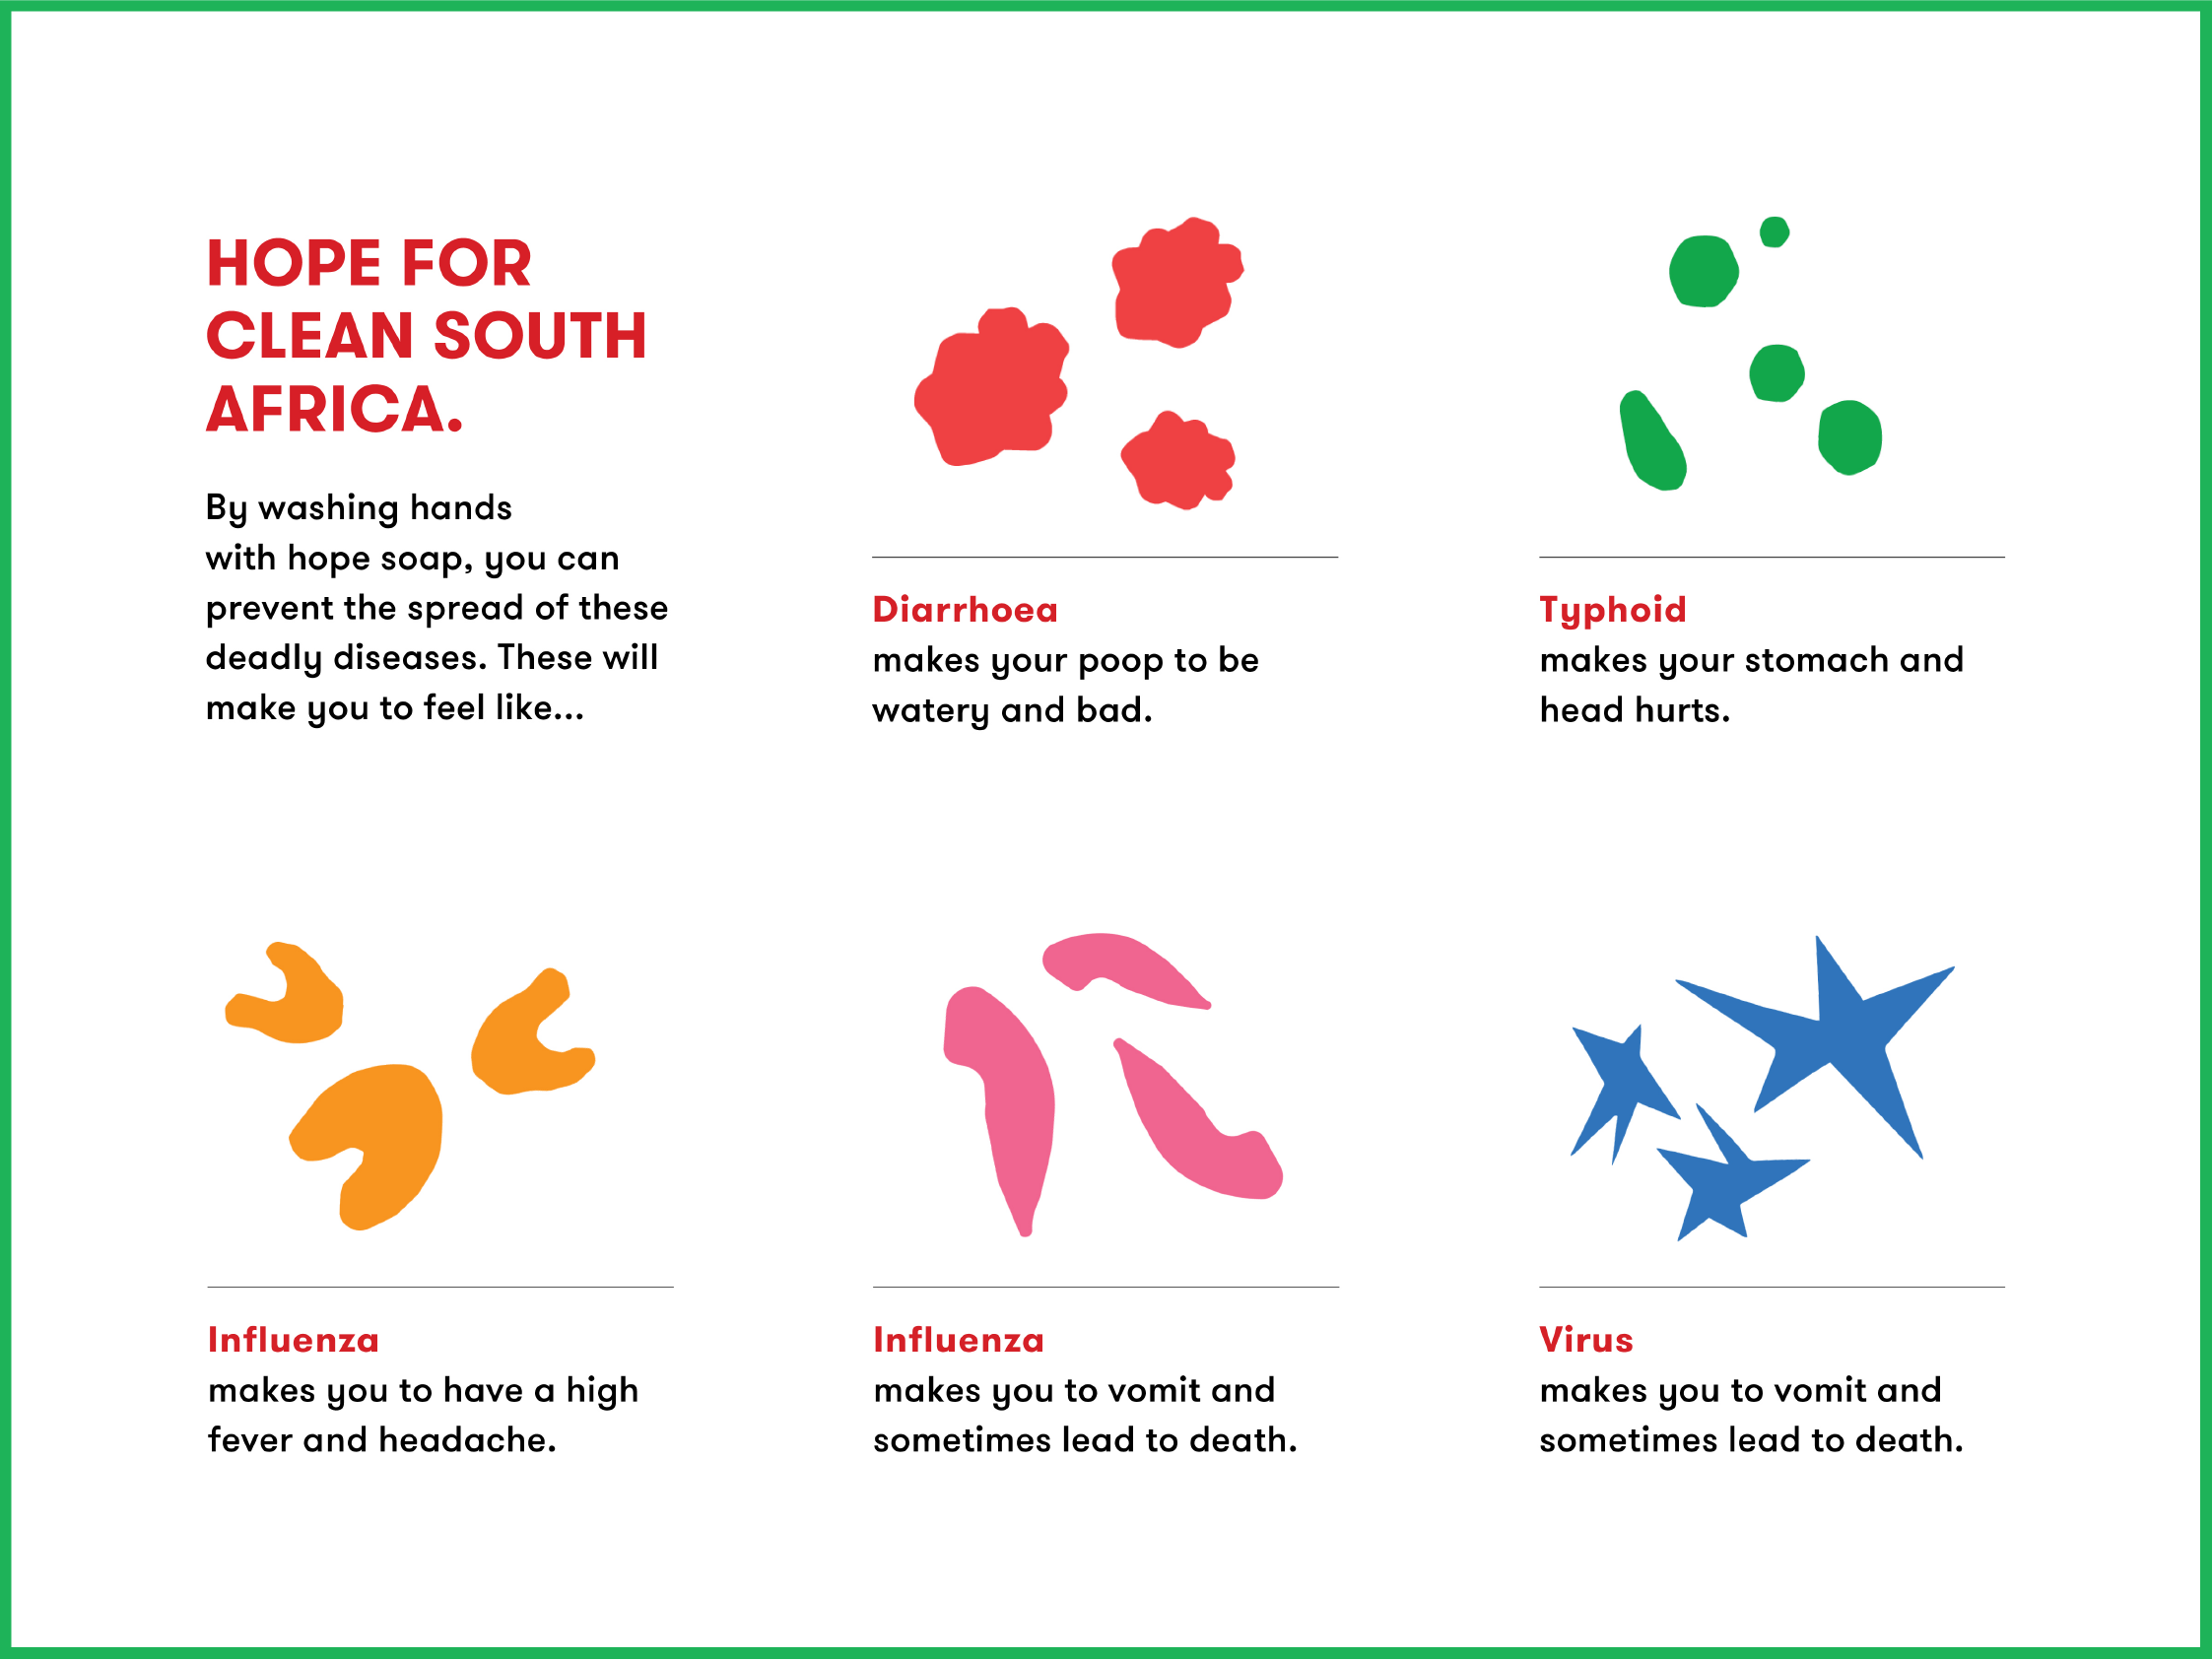 HOPE FOR
CLEAN SOUTH
AFRICA.
By washing hands
with hope soap, you can
prevent the spread of these
deadly diseases. These will
make you to feel like...
Diarrhoea
makes your poop to be
watery and bad.
Typhoid
makes your stomach and
head hurts.
Influenza
makes you to have a high
fever and headache.
Influenza
makes you to vomit and
sometimes lead to death.
Virus
makes you to vomit and
sometimes lead to death.